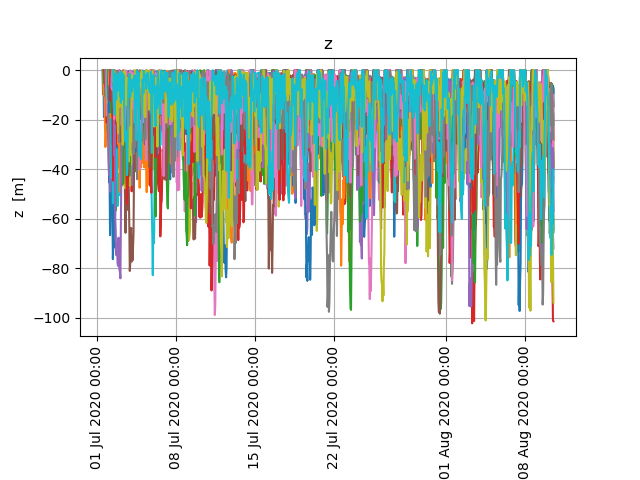 z
z [m]
0
−20
−40
−60
−80
−100
01 Jul 2020 00:00
08 Jul 2020 00:00
15 Jul 2020 00:00
22 Jul 2020 00:00
01 Aug 2020 00:00
08 Aug 2020 00:00